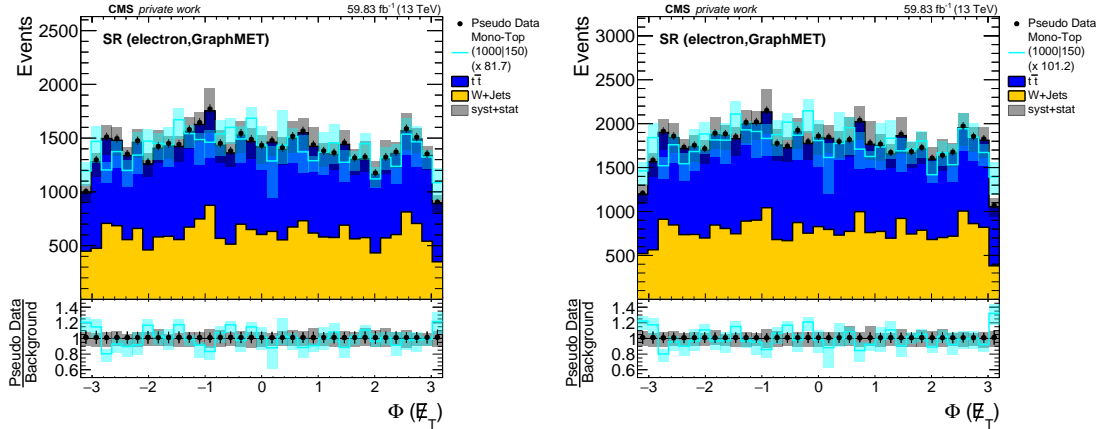 CMS private work 59.83 fb⁻¹ (13 TeV)
SR (electron,GraphMET)
Events
2500
2000
1500
1000
500
Pseudo Data
Mono-Top
(1000|150)
(x 81.7)
tt̅
W+Jets
syst+stat
Pseudo Data
Background
1.4
1.2
1
0.8
0.6
−3 −2 −1 0 1 2 3
Φ (E̸_T)
CMS private work 59.83 fb⁻¹ (13 TeV)
SR (electron,GraphMET)
Events
3000
2500
2000
1500
1000
500
Pseudo Data
Mono-Top
(1000|150)
(x 101.2)
tt̅
W+Jets
syst+stat
Pseudo Data
Background
1.4
1.2
1
0.8
0.6
−3 −2 −1 0 1 2 3
Φ (E̸_T)